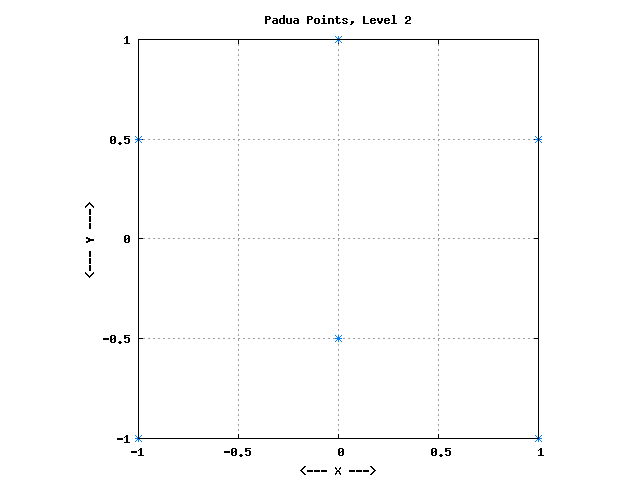 Padua Points, Level 2
1
0.5
0
-0.5
-1
<--- Y --->
-1 -0.5 0 0.5 1
<--- X --->